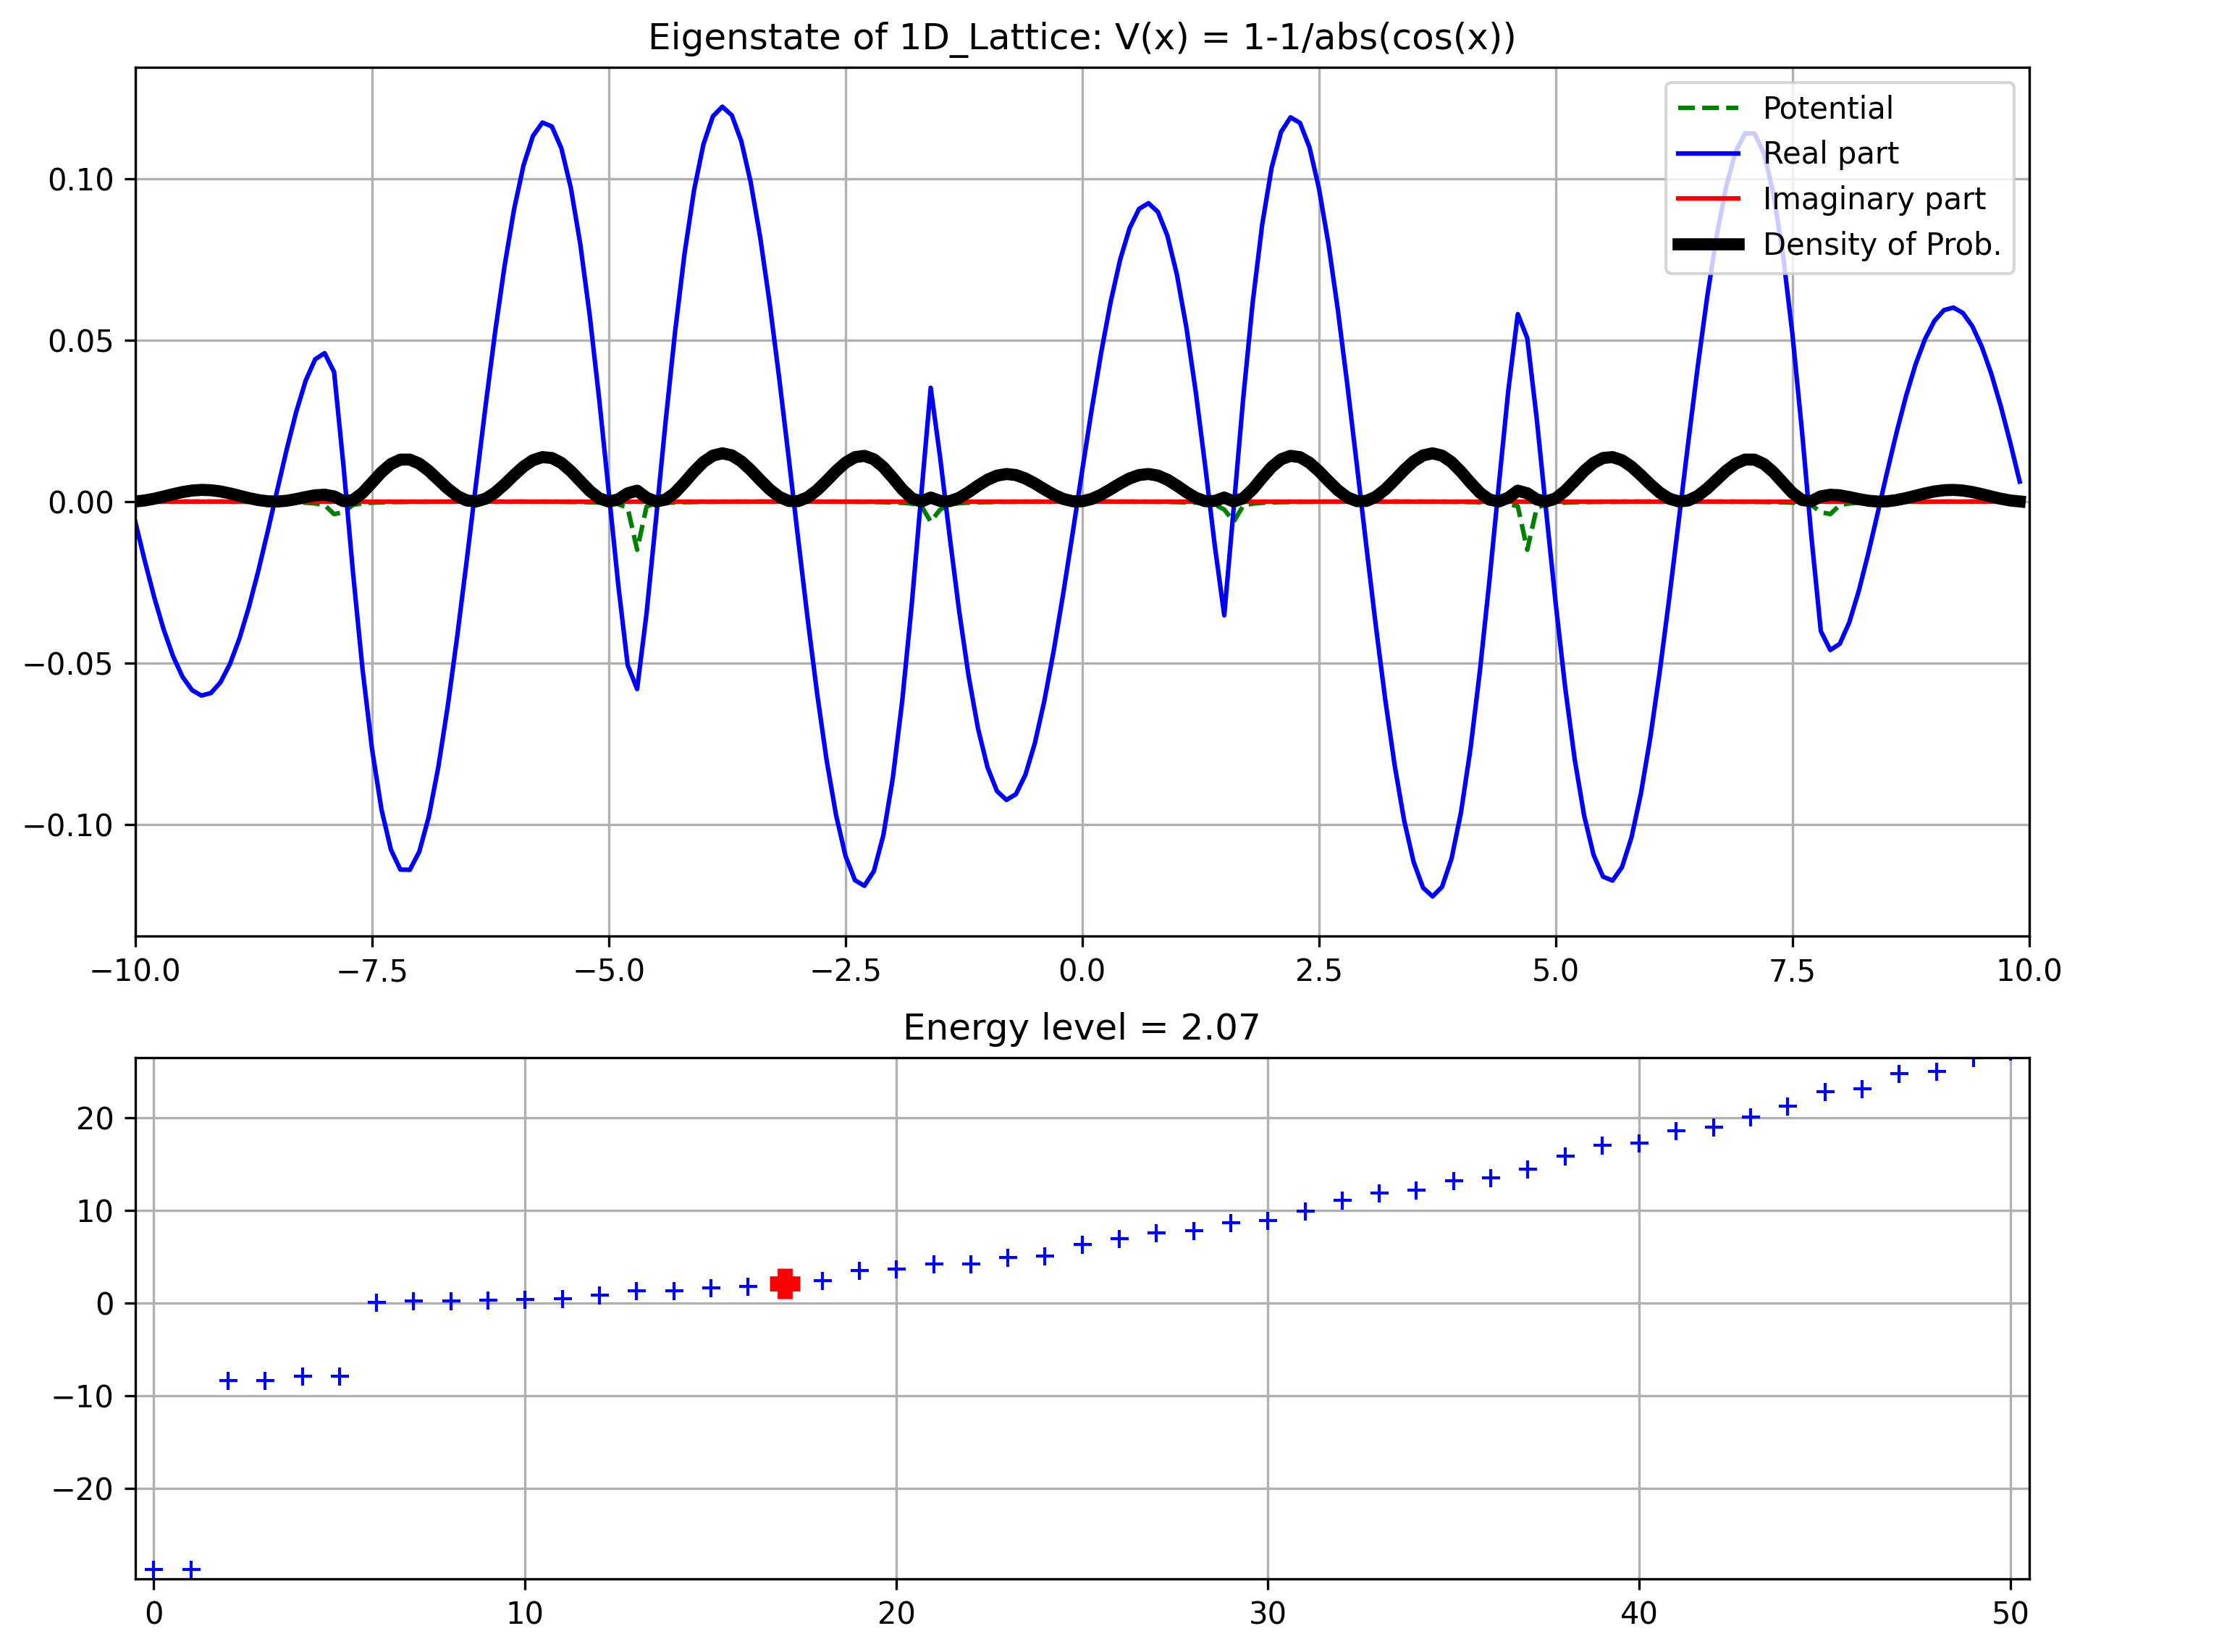 Eigenstate of 1D_Lattice: V(x) = 1-1/abs(cos(x))
Potential
Real part
Imaginary part
Density of Prob.
0.10
0.05
0.00
−0.05
−0.10
−10.0 −7.5 −5.0 −2.5 0.0 2.5 5.0 7.5 10.0
Energy level = 2.07
20
10
0
−10
−20
0 10 20 30 40 50